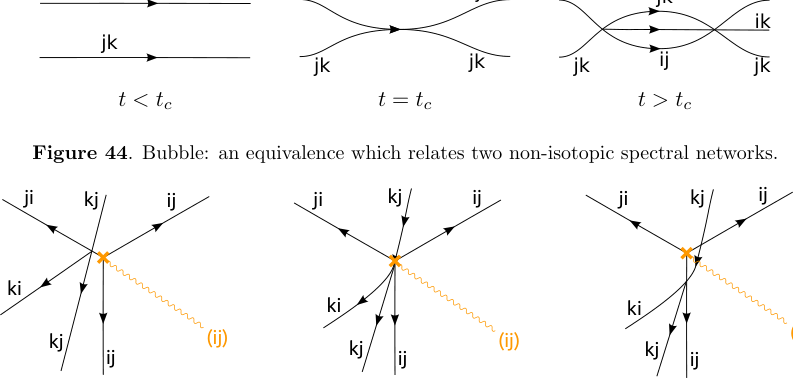 jk ik
jk
jk jk ij jk
t < t_c t = t_c t > t_c
Figure 44. Bubble: an equivalence which relates two non-isotopic spectral networks.
ji kj ij ji kj ij ji kj ij
ki ki ki
kj ij (ij) kj ij (ij) kj ij